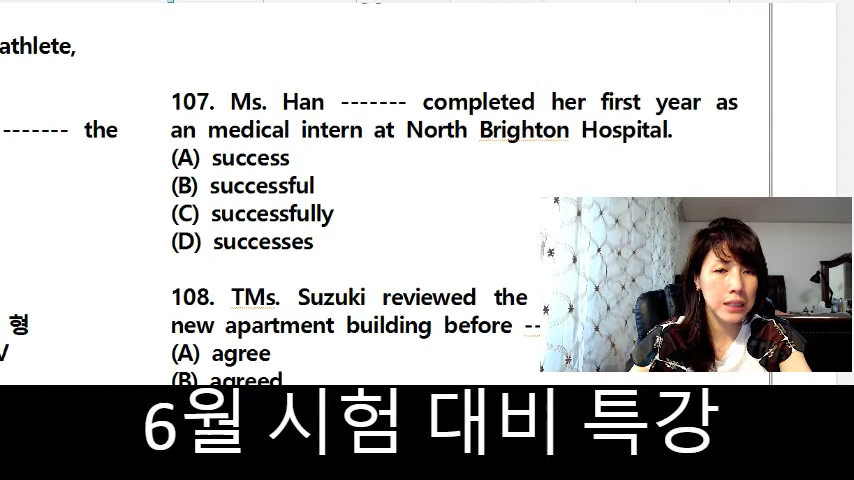 athlete,
------- the
형
V
107. Ms. Han ------- completed her first year as
an medical intern at North Brighton Hospital.
(A) success
(B) successful
(C) successfully
(D) successes
108. TMs. Suzuki reviewed the
new apartment building before --
(A) agree
(B) agreed
6월 시험 대비 특강